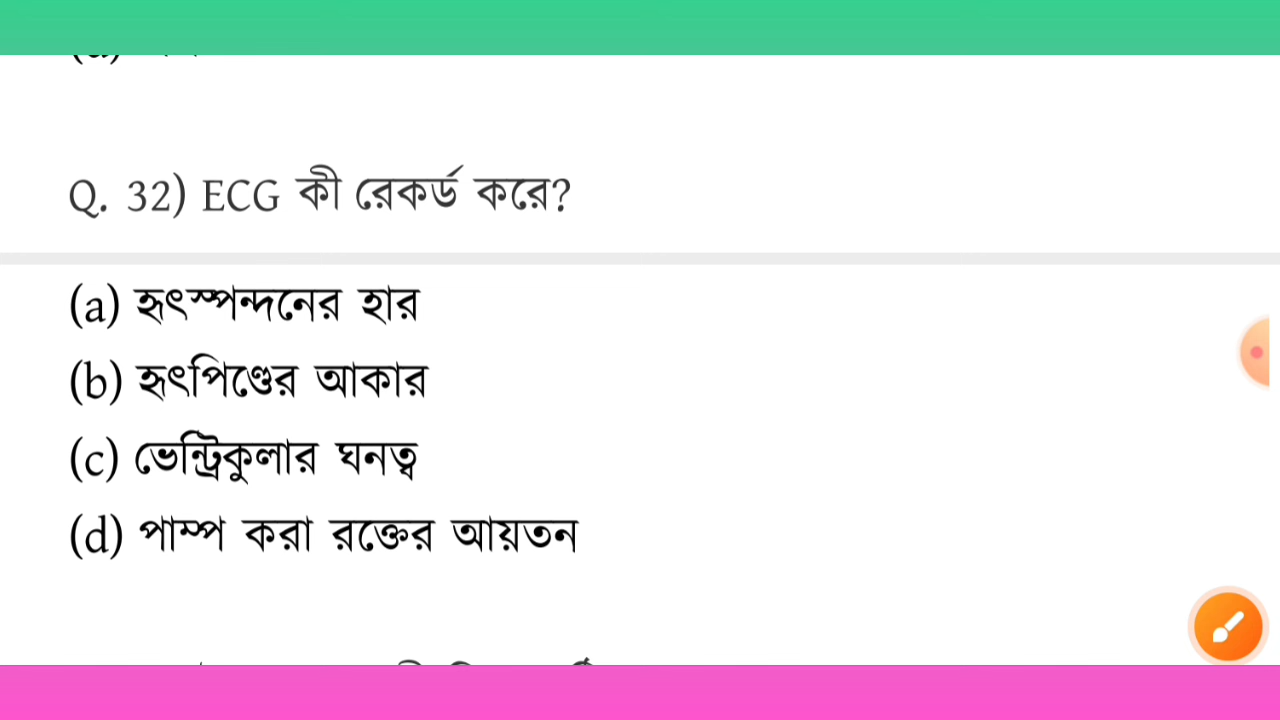 Q. 32) ECG কী রেকর্ড করে?
(a) হৃৎস্পন্দনের হার
(b) হৃৎপিণ্ডের আকার
(c) ভেন্ট্রিকুলার ঘনত্ব
(d) পাম্প করা রক্তের আয়তন